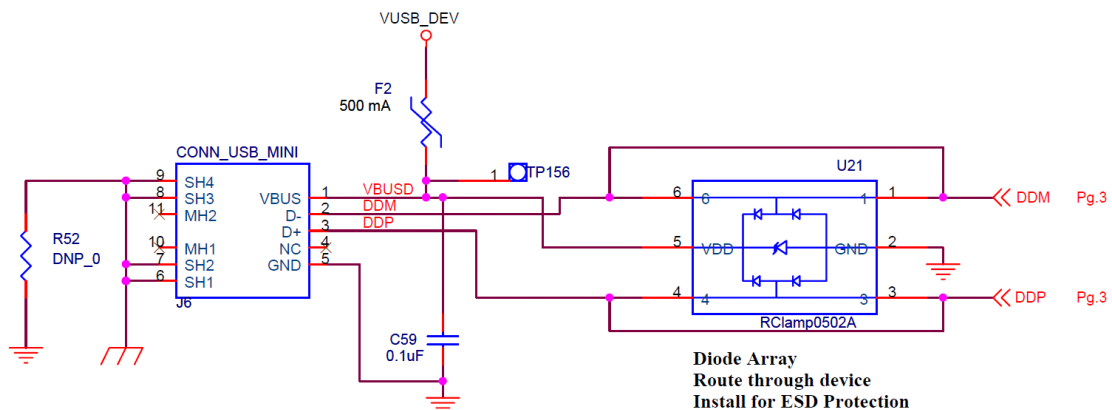 VUSB_DEV
F2
500 mA
CONN_USB_MINI
1 TP156
U21
9 SH4
8 SH3
11 MH2
10 MH1
7 SH2
6 SH1
VBUS 1 VBUSD
D- 2 DDM
D+ 3 DDP
NC 4
GND 5
J6
R52
DNP_0
C59
0.1uF
6 6 1 1
5 VDD GND 2
4 4 3 3
DDM Pg.3
DDP Pg.3
RClamp0502A
Diode Array
Route through device
Install for ESD Protection